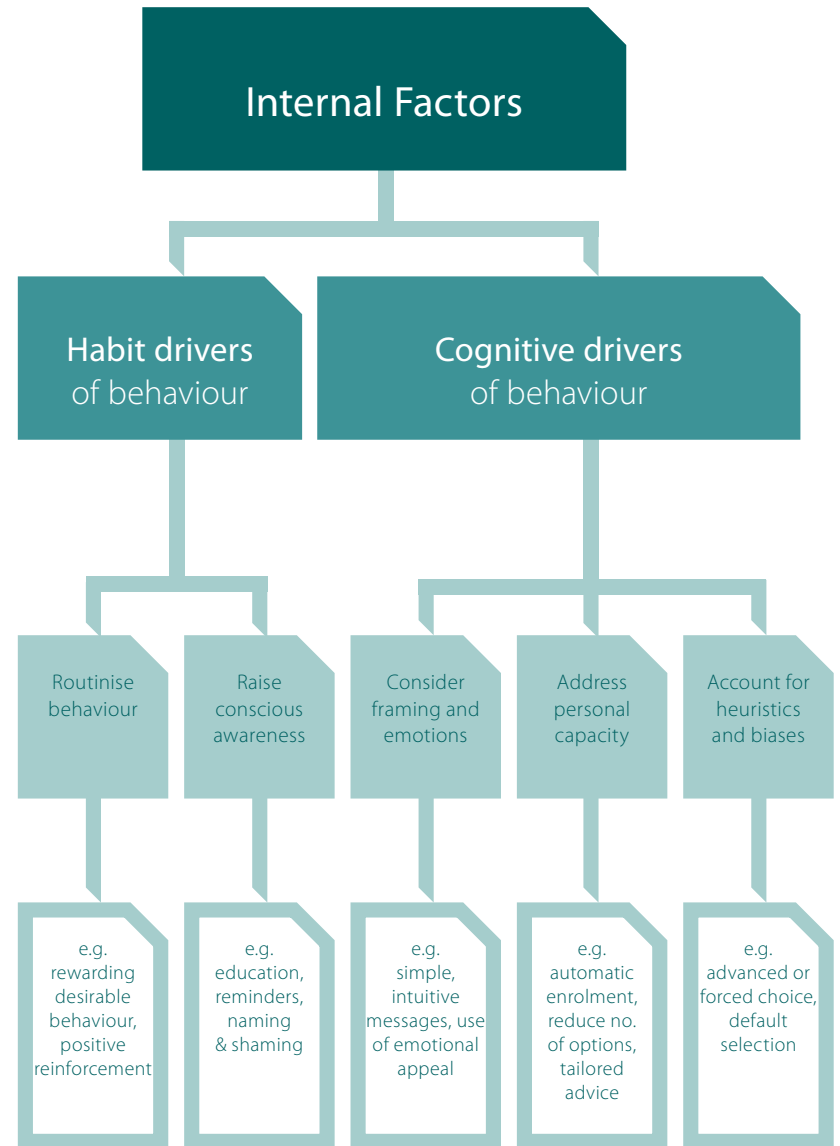 Internal Factors
Habit drivers
of behaviour
Cognitive drivers
of behaviour
Routinise
behaviour
Raise
conscious
awareness
Consider
framing and
emotions
Address
personal
capacity
Account for
heuristics
and biases
e.g.
rewarding
desirable
behaviour,
positive
reinforcement
e.g.
education,
reminders,
naming
& shaming
e.g.
simple,
intuitive
messages, use
of emotional
appeal
e.g.
automatic
enrolment,
reduce no.
of options,
tailored
advice
e.g.
advanced or
forced choice,
default
selection